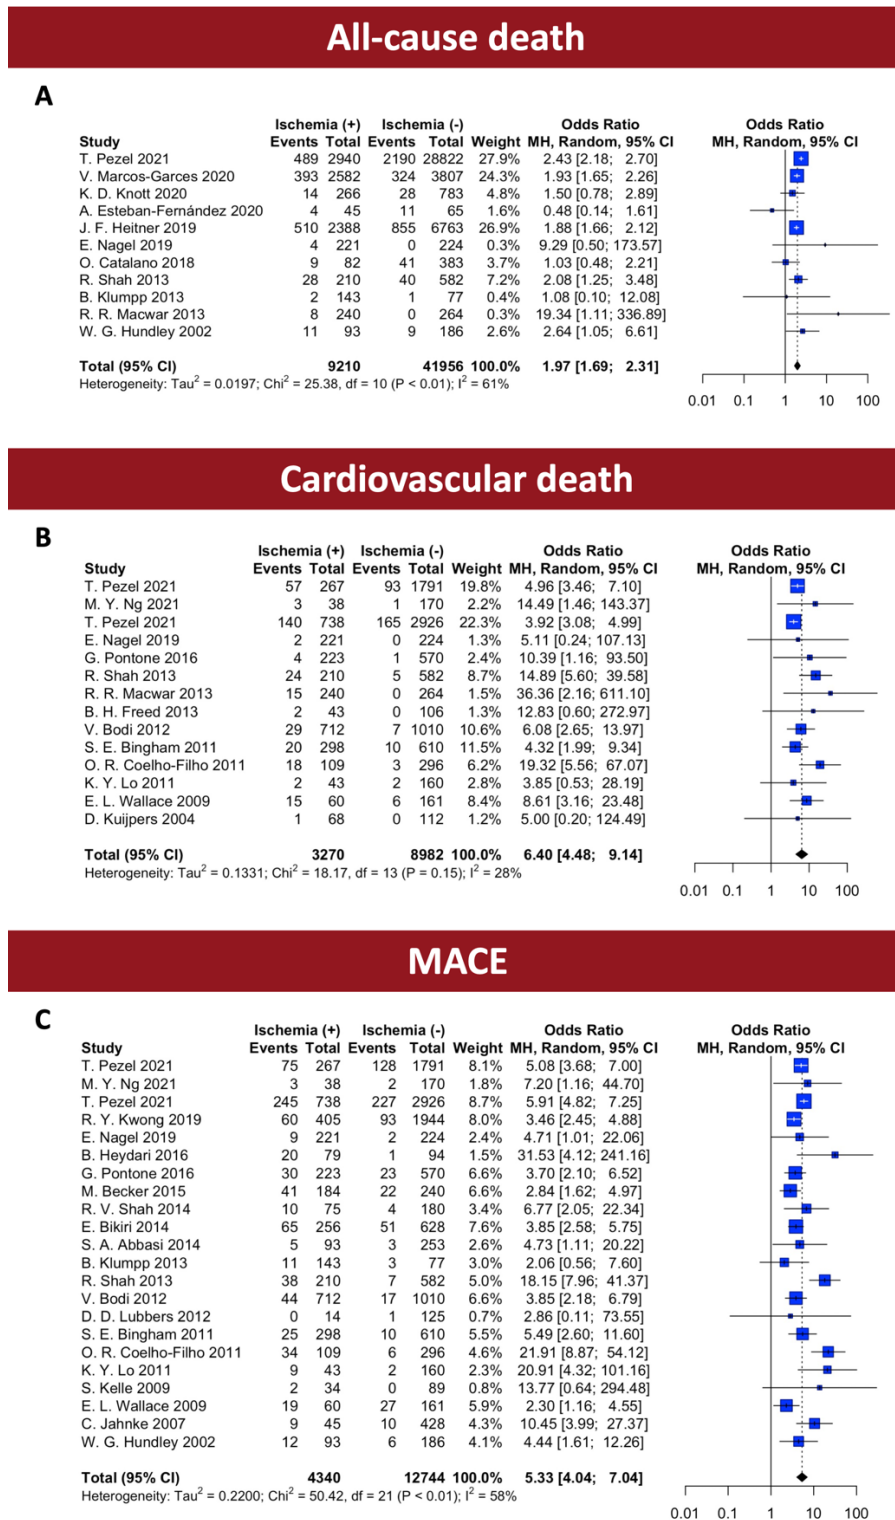 All-cause death
A
Ischemia (+) Ischemia (-) Odds Ratio Odds Ratio
Study Events Total Events Total Weight MH, Random, 95% CI MH, Random, 95% CI
T. Pezel 2021 489 2940 2190 28822 27.9% 2.43 [2.18; 2.70]
V. Marcos-Garces 2020 393 2582 324 3807 24.3% 1.93 [1.65; 2.26]
K. D. Knott 2020 14 266 28 783 4.8% 1.50 [0.78; 2.89]
A. Esteban-Fernández 2020 4 45 11 65 1.6% 0.48 [0.14; 1.61]
J. F. Heitner 2019 510 2388 855 6763 26.9% 1.88 [1.66; 2.12]
E. Nagel 2019 4 221 0 224 0.3% 9.29 [0.50; 173.57]
O. Catalano 2018 9 82 41 383 3.7% 1.03 [0.48; 2.21]
R. Shah 2013 28 210 40 582 7.2% 2.08 [1.25; 3.48]
B. Klumpp 2013 2 143 1 77 0.4% 1.08 [0.10; 12.08]
R. R. Macwar 2013 8 240 0 264 0.3% 19.34 [1.11; 336.89]
W. G. Hundley 2002 11 93 9 186 2.6% 2.64 [1.05; 6.61]
Total (95% CI) 9210 41956 100.0% 1.97 [1.69; 2.31]
Heterogeneity: Tau² = 0.0197; Chi² = 25.38, df = 10 (P < 0.01); I² = 61%
0.01 0.1 1 10 100
Cardiovascular death
B
Ischemia (+) Ischemia (-) Odds Ratio Odds Ratio
Study Events Total Events Total Weight MH, Random, 95% CI MH, Random, 95% CI
T. Pezel 2021 57 267 93 1791 19.8% 4.96 [3.46; 7.10]
M. Y. Ng 2021 3 38 1 170 2.2% 14.49 [1.46; 143.37]
T. Pezel 2021 140 738 165 2926 22.3% 3.92 [3.08; 4.99]
E. Nagel 2019 2 221 0 224 1.3% 5.11 [0.24; 107.13]
G. Pontone 2016 4 223 1 570 2.4% 10.39 [1.16; 93.50]
R. Shah 2013 24 210 5 582 8.7% 14.89 [5.60; 39.58]
R. R. Macwar 2013 15 240 0 264 1.5% 36.36 [2.16; 611.10]
B. H. Freed 2013 2 43 0 106 1.3% 12.83 [0.60; 272.97]
V. Bodi 2012 29 712 7 1010 10.6% 6.08 [2.65; 13.97]
S. E. Bingham 2011 20 298 10 610 11.5% 4.32 [1.99; 9.34]
O. R. Coelho-Filho 2011 18 109 3 296 6.2% 19.32 [5.56; 67.07]
K. Y. Lo 2011 2 43 2 160 2.8% 3.85 [0.53; 28.19]
E. L. Wallace 2009 15 60 6 161 8.4% 8.61 [3.16; 23.48]
D. Kuijpers 2004 1 68 0 112 1.2% 5.00 [0.20; 124.49]
Total (95% CI) 3270 8982 100.0% 6.40 [4.48; 9.14]
Heterogeneity: Tau² = 0.1331; Chi² = 18.17, df = 13 (P = 0.15); I² = 28%
0.01 0.1 1 10 100
MACE
C
Ischemia (+) Ischemia (-) Odds Ratio Odds Ratio
Study Events Total Events Total Weight MH, Random, 95% CI MH, Random, 95% CI
T. Pezel 2021 75 267 128 1791 8.1% 5.08 [3.68; 7.00]
M. Y. Ng 2021 3 38 2 170 1.8% 7.20 [1.16; 44.70]
T. Pezel 2021 245 738 227 2926 8.7% 5.91 [4.82; 7.25]
R. Y. Kwong 2019 60 405 93 1944 8.0% 3.46 [2.45; 4.88]
E. Nagel 2019 9 221 2 224 2.4% 4.71 [1.01; 22.06]
B. Heydari 2016 20 79 1 94 1.5% 31.53 [4.12; 241.16]
G. Pontone 2016 30 223 23 570 6.6% 3.70 [2.10; 6.52]
M. Becker 2015 41 184 22 240 6.6% 2.84 [1.62; 4.97]
R. V. Shah 2014 10 75 4 180 3.4% 6.77 [2.05; 22.34]
E. Bikiri 2014 65 256 51 628 7.6% 3.85 [2.58; 5.75]
S. A. Abbasi 2014 5 93 3 253 2.6% 4.73 [1.11; 20.22]
B. Klumpp 2013 11 143 3 77 3.0% 2.06 [0.56; 7.60]
R. Shah 2013 38 210 7 582 5.0% 18.15 [7.96; 41.37]
V. Bodi 2012 44 712 17 1010 6.6% 3.85 [2.18; 6.79]
D. D. Lubbers 2012 0 14 1 125 0.7% 2.86 [0.11; 73.55]
S. E. Bingham 2011 25 298 10 610 5.5% 5.49 [2.60; 11.60]
O. R. Coelho-Filho 2011 34 109 6 296 4.6% 21.91 [8.87; 54.12]
K. Y. Lo 2011 9 43 2 160 2.3% 20.91 [4.32; 101.16]
S. Kelle 2009 2 34 0 89 0.8% 13.77 [0.64; 294.48]
E. L. Wallace 2009 19 60 27 161 5.9% 2.30 [1.16; 4.55]
C. Jahnke 2007 9 45 10 428 4.3% 10.45 [3.99; 27.37]
W. G. Hundley 2002 12 93 6 186 4.1% 4.44 [1.61; 12.26]
Total (95% CI) 4340 12744 100.0% 5.33 [4.04; 7.04]
Heterogeneity: Tau² = 0.2200; Chi² = 50.42, df = 21 (P < 0.01); I² = 58%
0.01 0.1 1 10 100